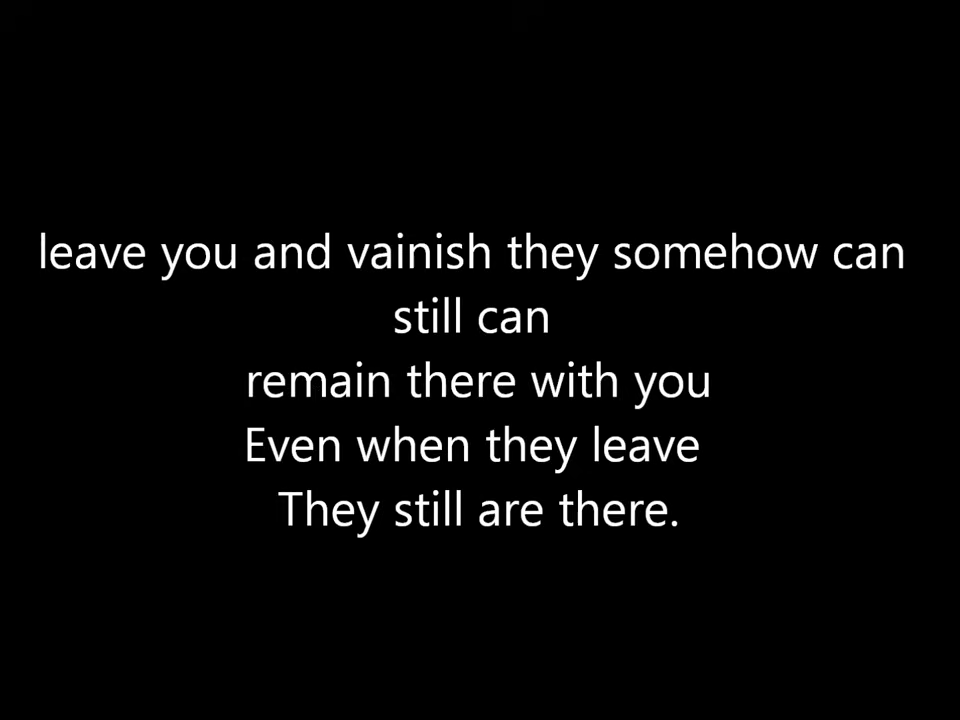 leave you and vainish they somehow can
still can
remain there with you
Even when they leave
They still are there.